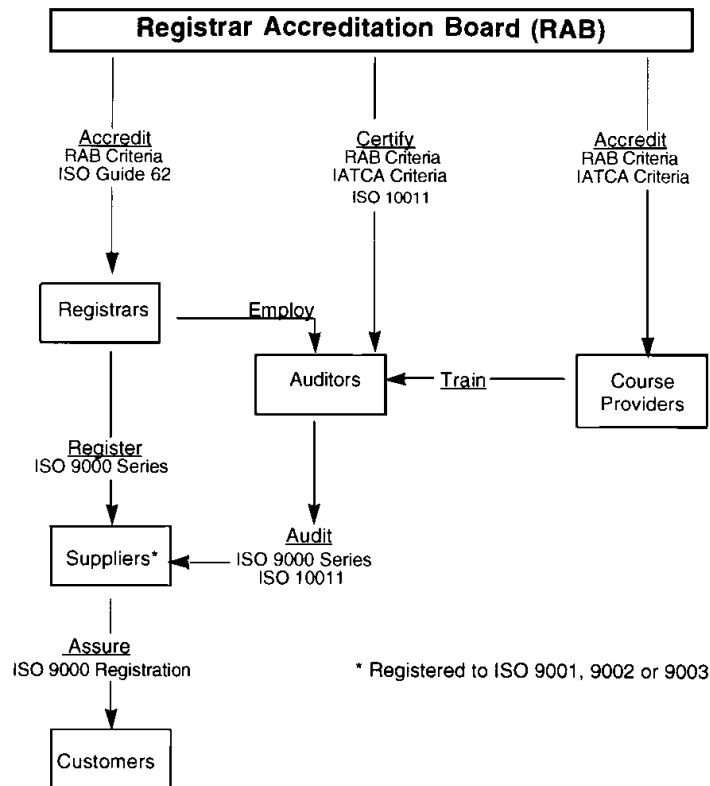 Registrar Accreditation Board (RAB)
Accredit
RAB Criteria
ISO Guide 62
Certify
RAB Criteria
IATCA Criteria
ISO 10011
Accredit
RAB Criteria
IATCA Criteria
Registrars
Employ
Auditors
Train
Course
Providers
Register
ISO 9000 Series
Audit
ISO 9000 Series
ISO 10011
Suppliers*
Assure
ISO 9000 Registration
* Registered to ISO 9001, 9002 or 9003
Customers